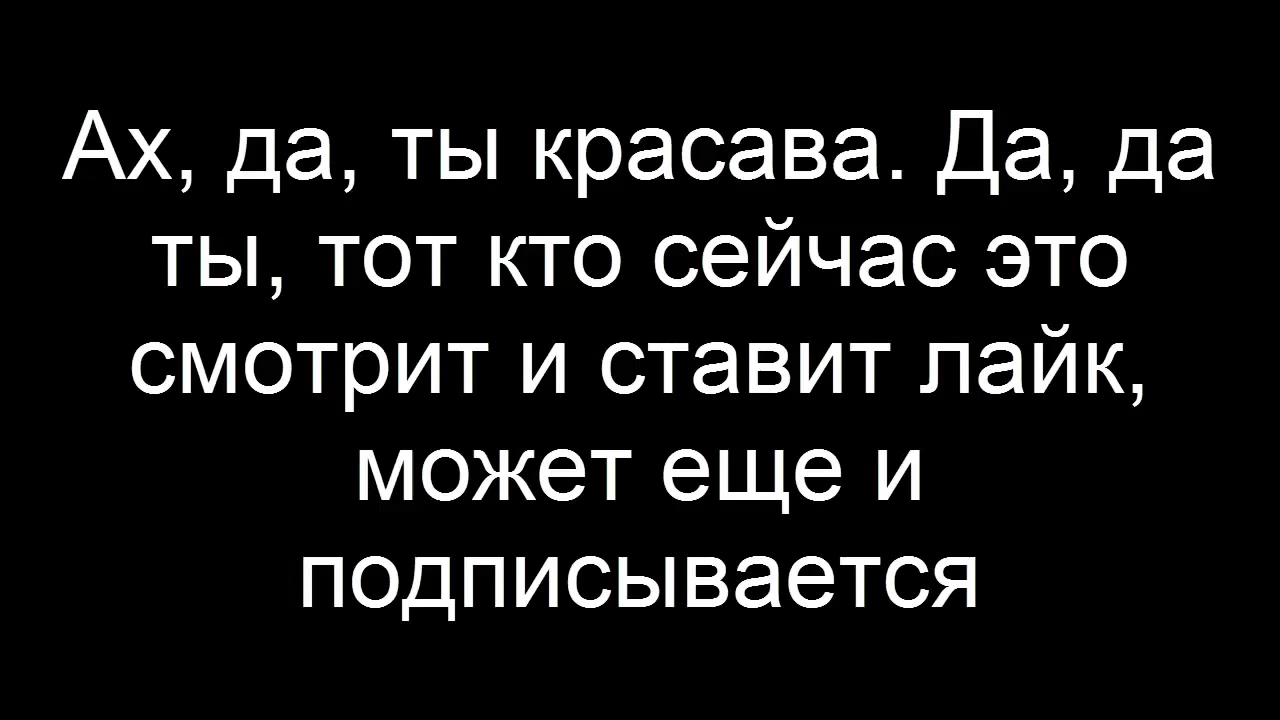 Ах, да, ты красава. Да, да
ты, тот кто сейчас это
смотрит и ставит лайк,
может еще и
подписывается